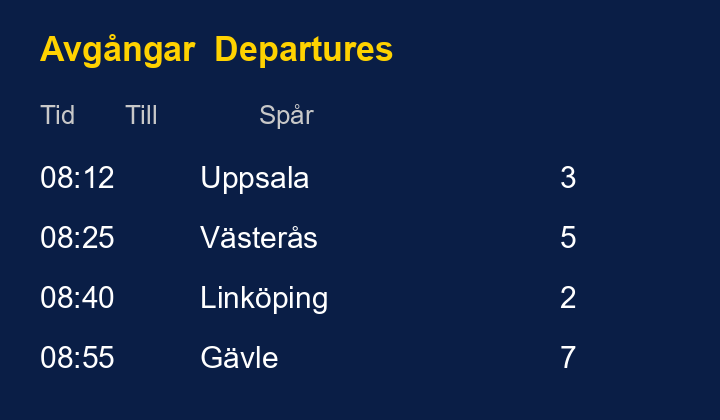 Avgångar Departures
Tid Till Spår
08:12 Uppsala 3
08:25 Västerås 5
08:40 Linköping 2
08:55 Gävle 7